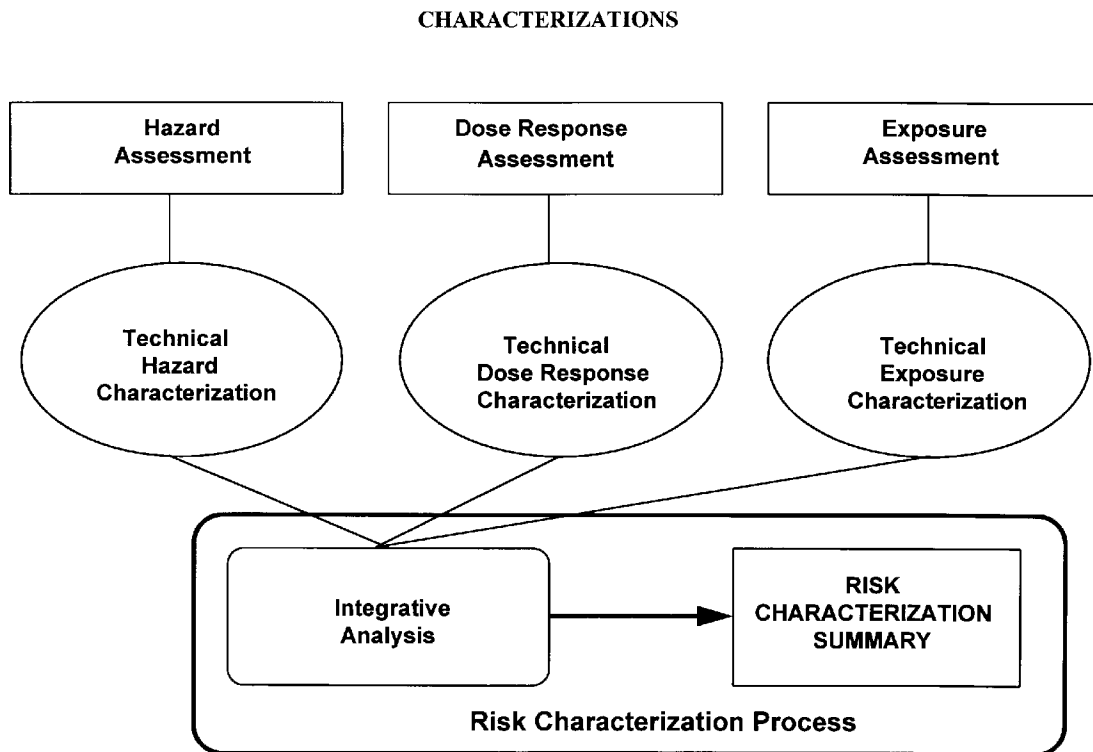 CHARACTERIZATIONS
Hazard
Assessment
Dose Response
Assessment
Exposure
Assessment
Technical
Hazard
Characterization
Technical
Dose Response
Characterization
Technical
Exposure
Characterization
Integrative
Analysis
RISK
CHARACTERIZATION
SUMMARY
Risk Characterization Process